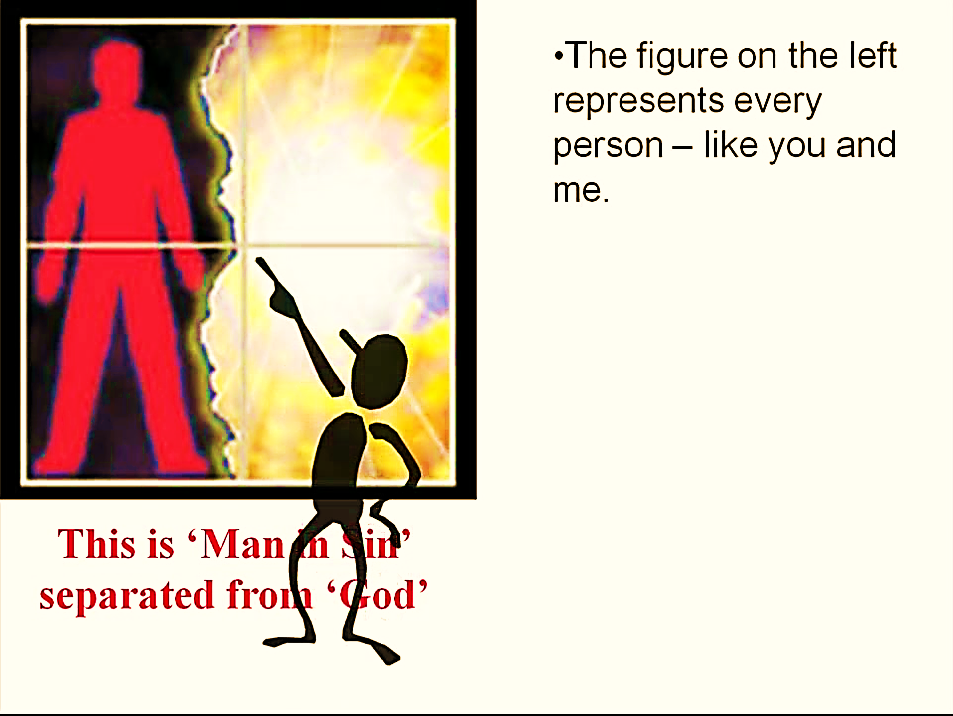 •The figure on the left
represents every
person – like you and
me.
This is ‘Man in Sin’
separated from ‘God’